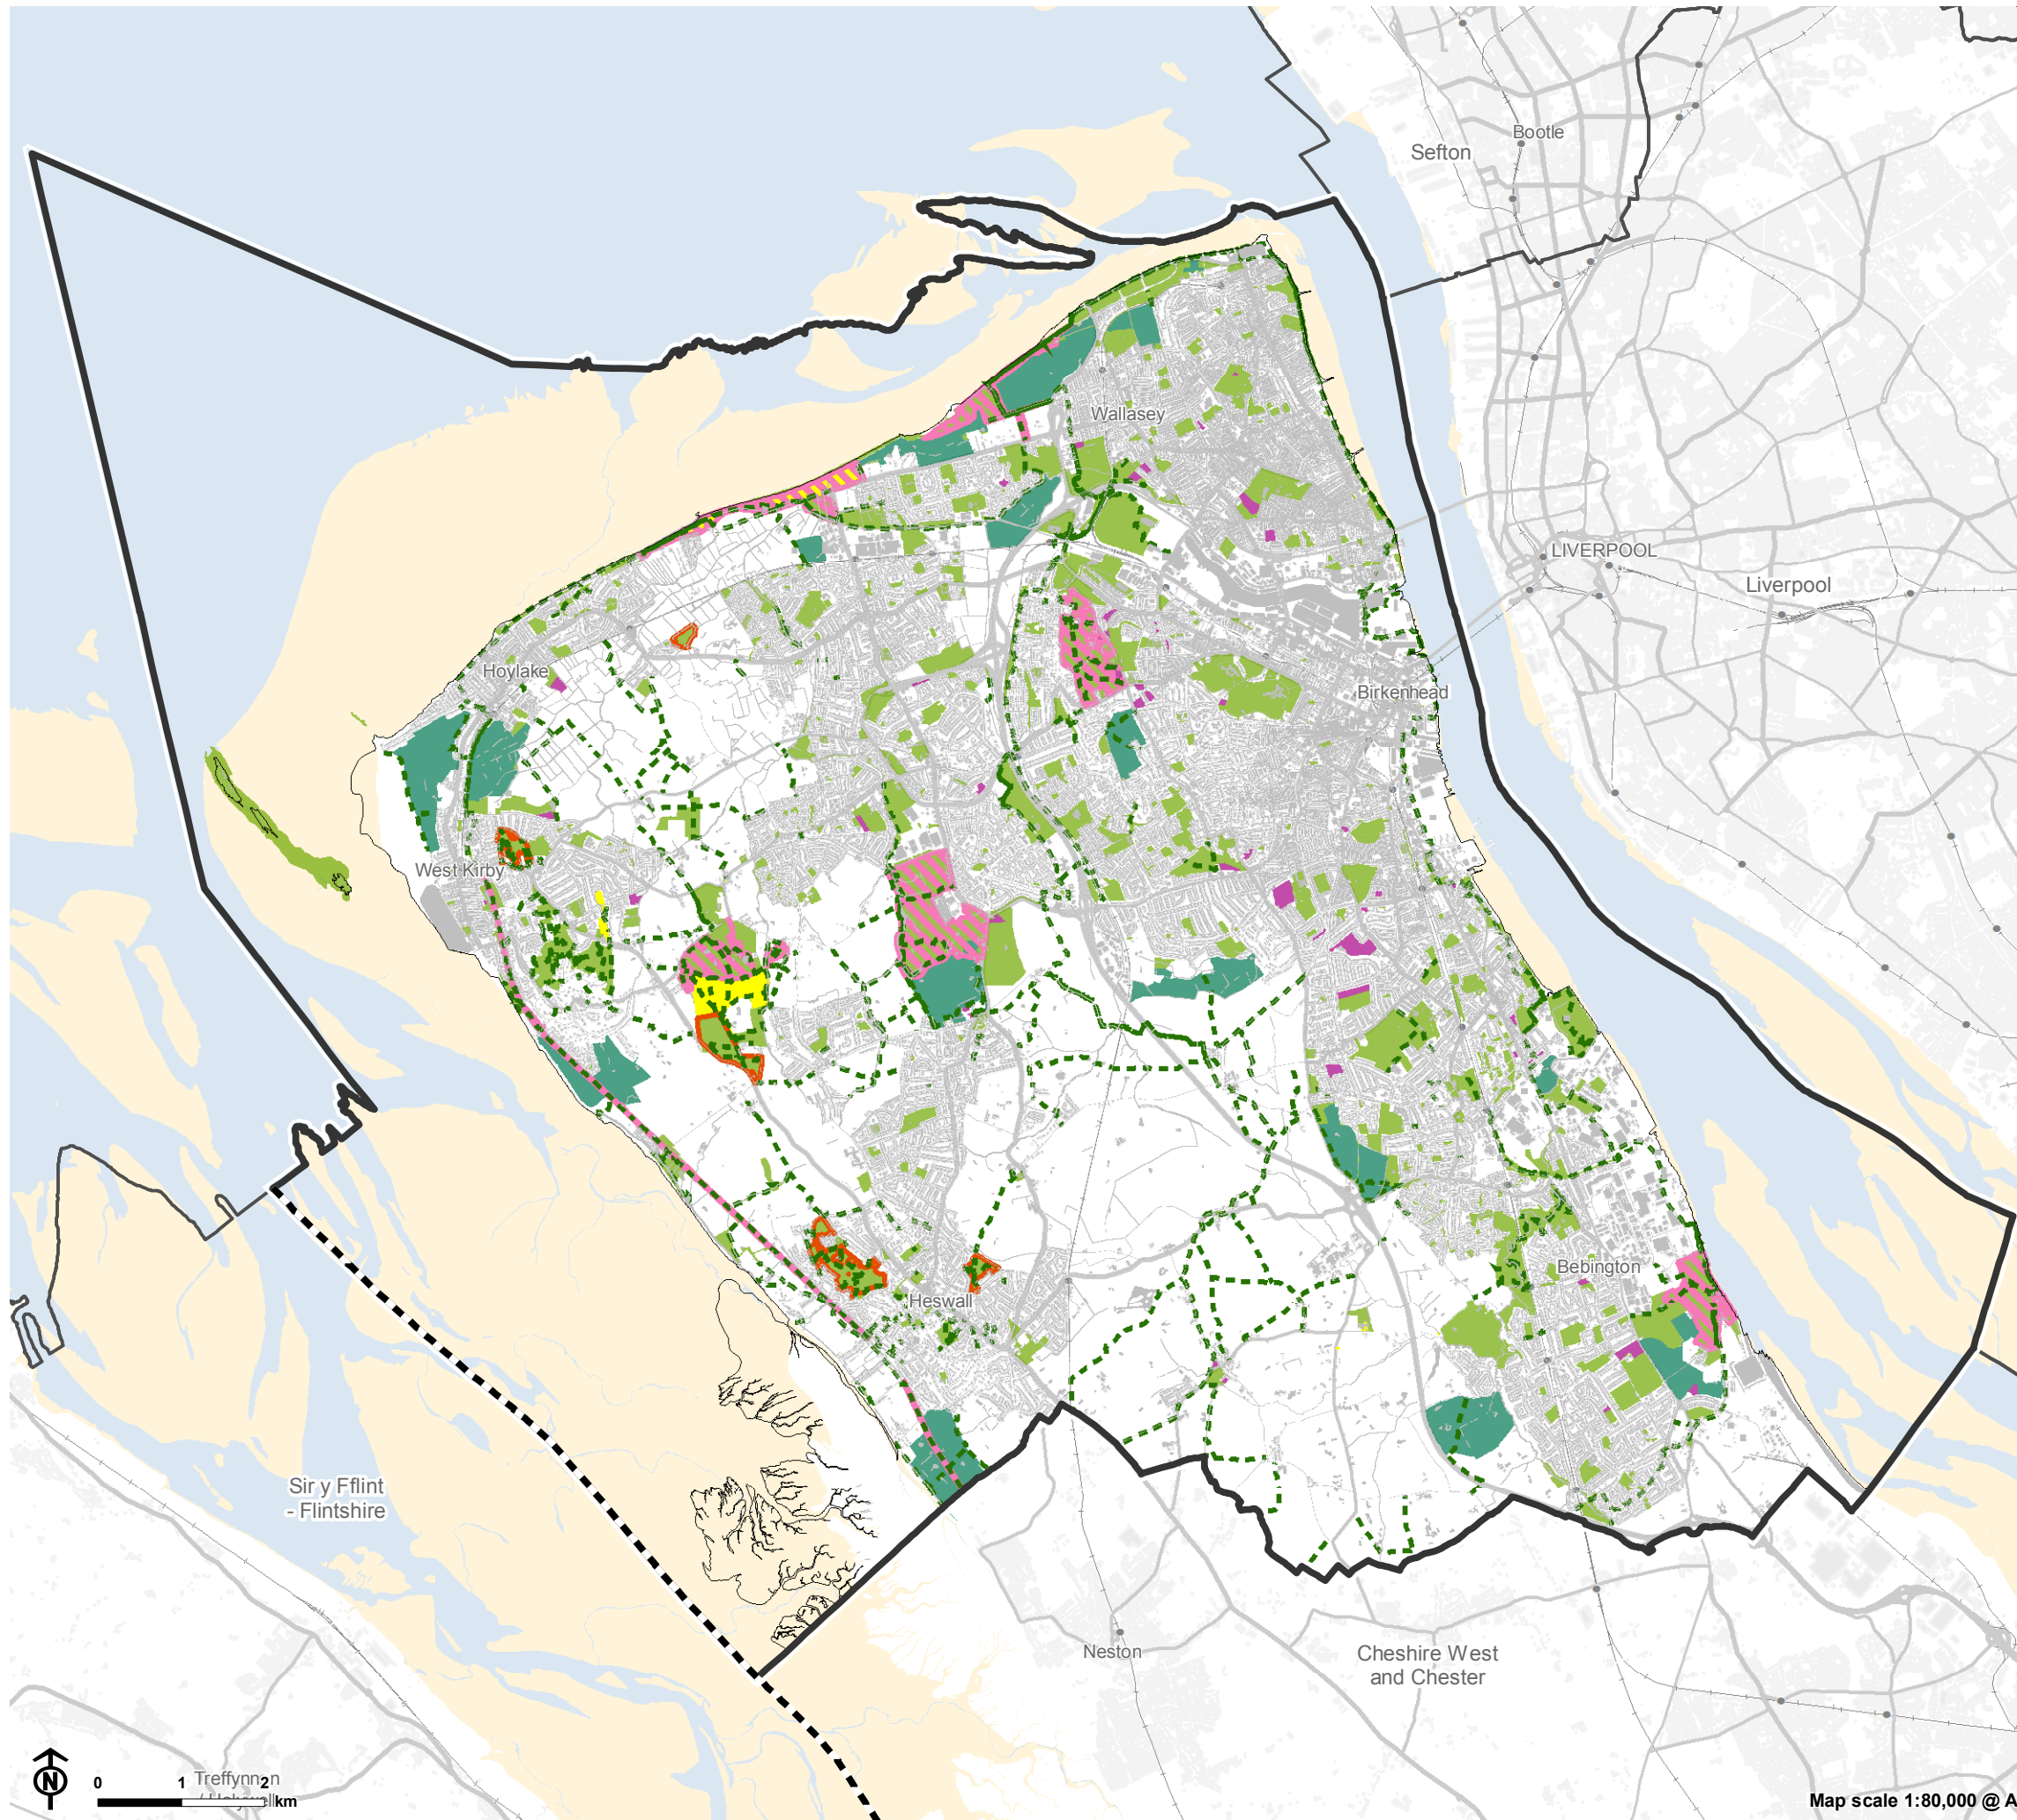 Bootle
Sefton
Wallasey
LIVERPOOL
Liverpool
Hoylake
Birkenhead
West Kirby
Bebington
Heswall
Sir y Fflint
- Flintshire
Neston
Cheshire West
and Chester
N
0 1 2
km
Map scale 1:80,000 @ A